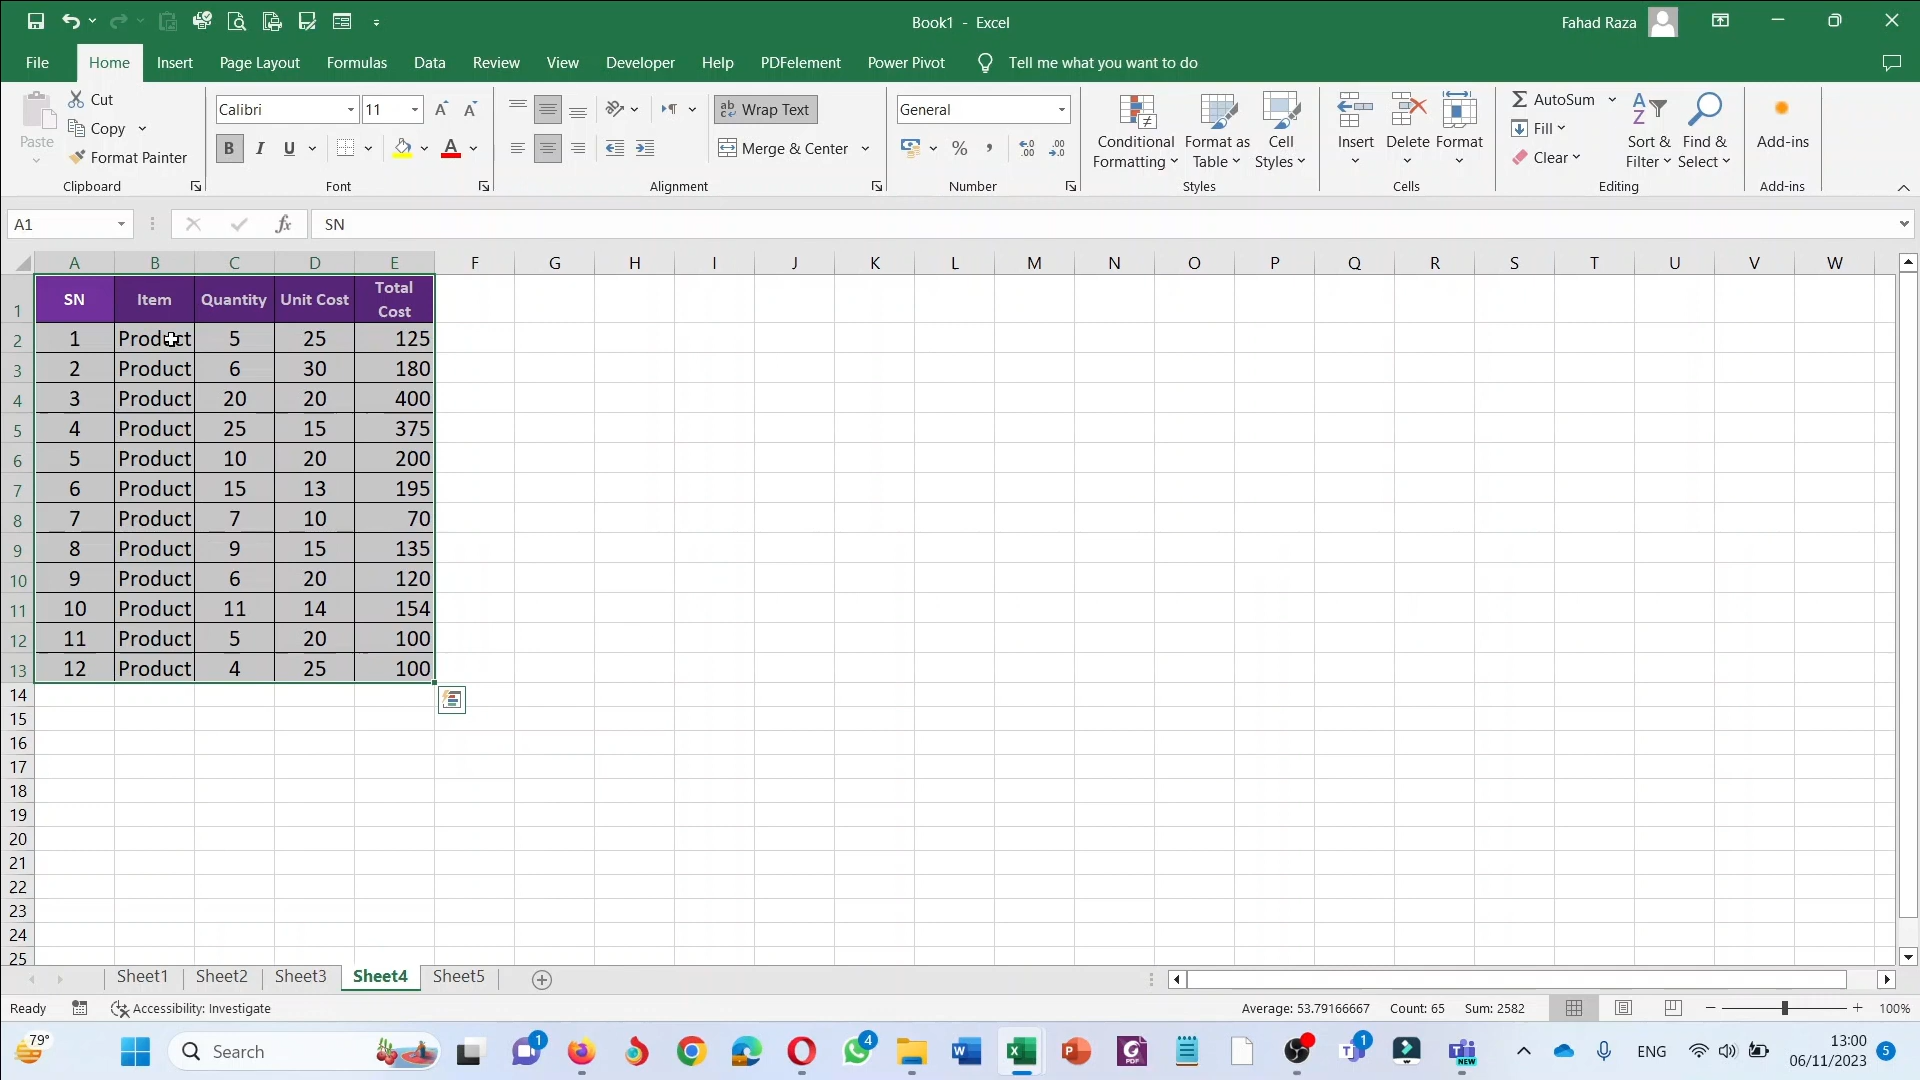 Book1 - Excel
Fahad Raza
File Home Insert Page Layout Formulas Data Review View Developer Help PDFelement Power Pivot Tell me what you want to do
Paste
Cut
Copy
Format Painter
Clipboard
Calibri 11
B I U
Font
ab Wrap Text
Merge & Center
Alignment
General
% ,
Number
Conditional Formatting
Format as Table
Cell Styles
Styles
Insert
Delete
Format
Cells
AutoSum
Fill
Clear
Sort & Filter
Find & Select
Editing
Add-ins
Add-ins
A1 fx SN
A B C D E F G H I J K L M N O P Q R S T U V W
1 SN Item Quantity Unit Cost Total Cost
2 1 Product 5 25 125
3 2 Product 6 30 180
4 3 Product 20 20 400
5 4 Product 25 15 375
6 5 Product 10 20 200
7 6 Product 15 13 195
8 7 Product 7 10 70
9 8 Product 9 15 135
10 9 Product 6 20 120
11 10 Product 11 14 154
12 11 Product 5 20 100
13 12 Product 4 25 100
14
15
16
17
18
19
20
21
22
23
24
25
Sheet1 Sheet2 Sheet3 Sheet4 Sheet5
Ready Accessibility: Investigate Average: 53.79166667 Count: 65 Sum: 2582 100%
79° Search 1 4 1 NEW ENG 13:00 5
06/11/2023